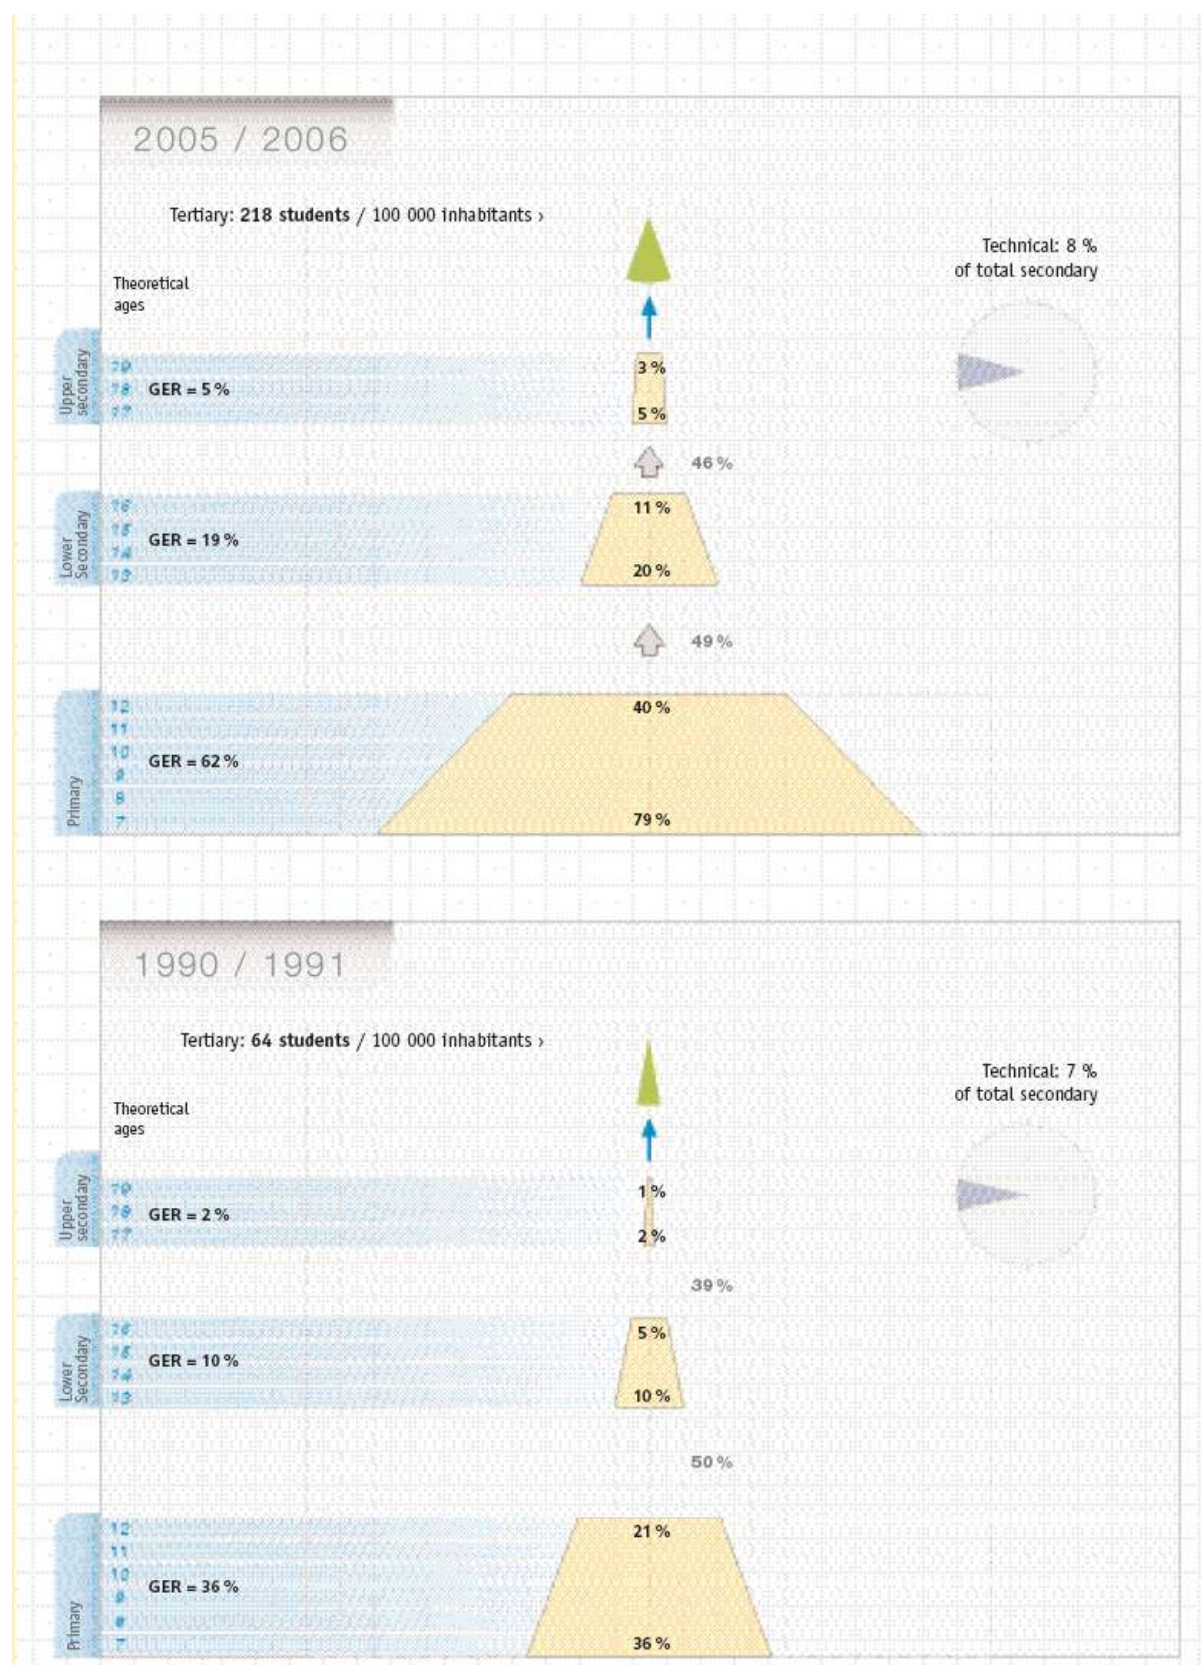 2005 / 2006
Tertiary: 218 students / 100 000 inhabitants ›
Technical: 8 %
of total secondary
Theoretical
ages
Upper
secondary
19
18
17
GER = 5 %
3 %
5 %
46 %
Lower
Secondary
16
15
14
13
GER = 19 %
11 %
20 %
49 %
Primary
12
11
10
9
8
7
GER = 62 %
40 %
79 %
1990 / 1991
Tertiary: 64 students / 100 000 inhabitants ›
Technical: 7 %
of total secondary
Theoretical
ages
Upper
secondary
19
18
17
GER = 2 %
1 %
2 %
39 %
Lower
Secondary
16
15
14
13
GER = 10 %
5 %
10 %
50 %
Primary
12
11
10
9
8
7
GER = 36 %
21 %
36 %